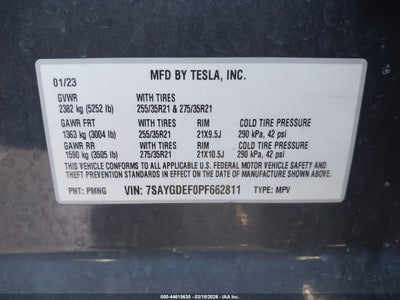 MFD BY TESLA, INC.
01/23
GVWR WITH TIRES
2382 kg (5252 lb) 255/35R21 & 275/35R21
GAWR FRT WITH TIRES RIM COLD TIRE PRESSURE
1363 kg (3004 lb) 255/35R21 21X9.5J 290 kPa, 42 psi
GAWR RR WITH TIRES RIM COLD TIRE PRESSURE
1590 kg (3505 lb) 275/35R21 21X10.5J 290 kPa, 42 psi
THIS VEHICLE CONFORMS TO ALL APPLICABLE U.S. FEDERAL MOTOR VEHICLE SAFETY AND
THEFT PREVENTION STANDARDS IN EFFECT ON THE DATE OF MANUFACTURE SHOWN ABOVE.
PNT: PMNG VIN: 7SAYGDEF0PF662811 TYPE: MPV
000-44615630 - 03/18/2026 - IAA Inc.